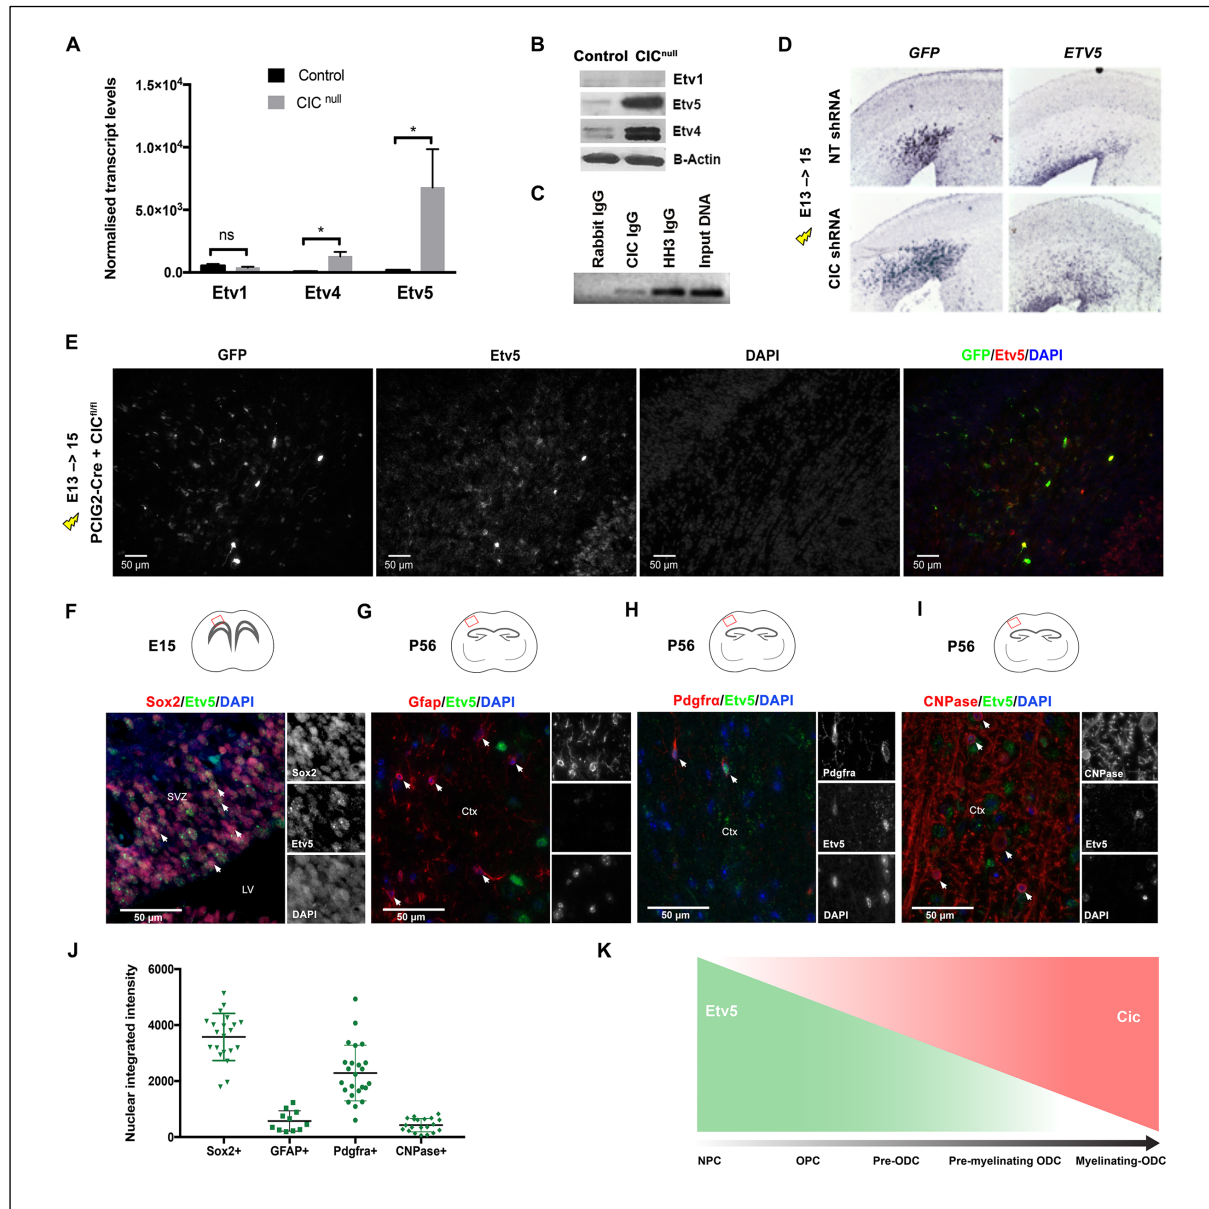 A
Normalised transcript levels
Control
CIC null
1.5×10⁴
1.0×10⁴
5.0×10³
0.0
ns
*
*
Etv1
Etv4
Etv5
B
Control CICnull
Etv1
Etv5
Etv4
B-Actin
C
Rabbit IgG
CIC IgG
HH3 IgG
Input DNA
D
GFP
ETV5
E13 --> 15
NT shRNA
CIC shRNA
E
GFP
Etv5
DAPI
GFP/Etv5/DAPI
E13 --> 15
PCIG2-Cre + CICfl/fl
50 µm
50 µm
50 µm
50 µm
F
E15
Sox2/Etv5/DAPI
SVZ
LV
50 µm
Sox2
Etv5
DAPI
G
P56
Gfap/Etv5/DAPI
Ctx
50 µm
H
P56
Pdgfrα/Etv5/DAPI
Ctx
50 µm
Pdgfra
Etv5
DAPI
I
P56
CNPase/Etv5/DAPI
Ctx
50 µm
CNPase
Etv5
DAPI
J
Nuclear integrated intensity
6000
4000
2000
0
Sox2+
GFAP+
Pdgfra+
CNPase+
K
Etv5
Cic
NPC
OPC
Pre-ODC
Pre-myelinating ODC
Myelinating-ODC